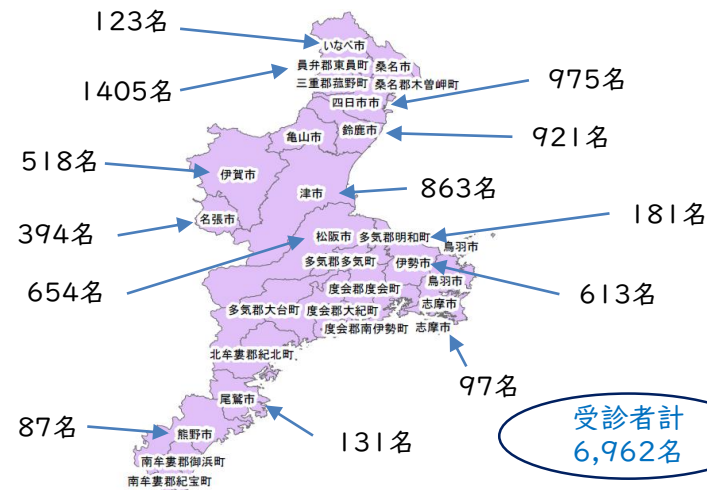 123名
いなべ市
員弁郡東員町
桑名市
1405名
三重郡菰野町
桑名郡木曽岬町
975名
四日市市
鈴鹿市
921名
亀山市
518名
伊賀市
津市
863名
名張市
394名
181名
松阪市
多気郡明和町
鳥羽市
多気郡多気町
伊勢市
654名
鳥羽市
613名
度会郡度会町
志摩市
多気郡大台町
度会郡大紀町
度会郡南伊勢町
志摩市
北牟婁郡紀北町
97名
尾鷲市
87名
熊野市
131名
受診者計
6,962名
南牟婁郡御浜町
南牟婁郡紀宝町